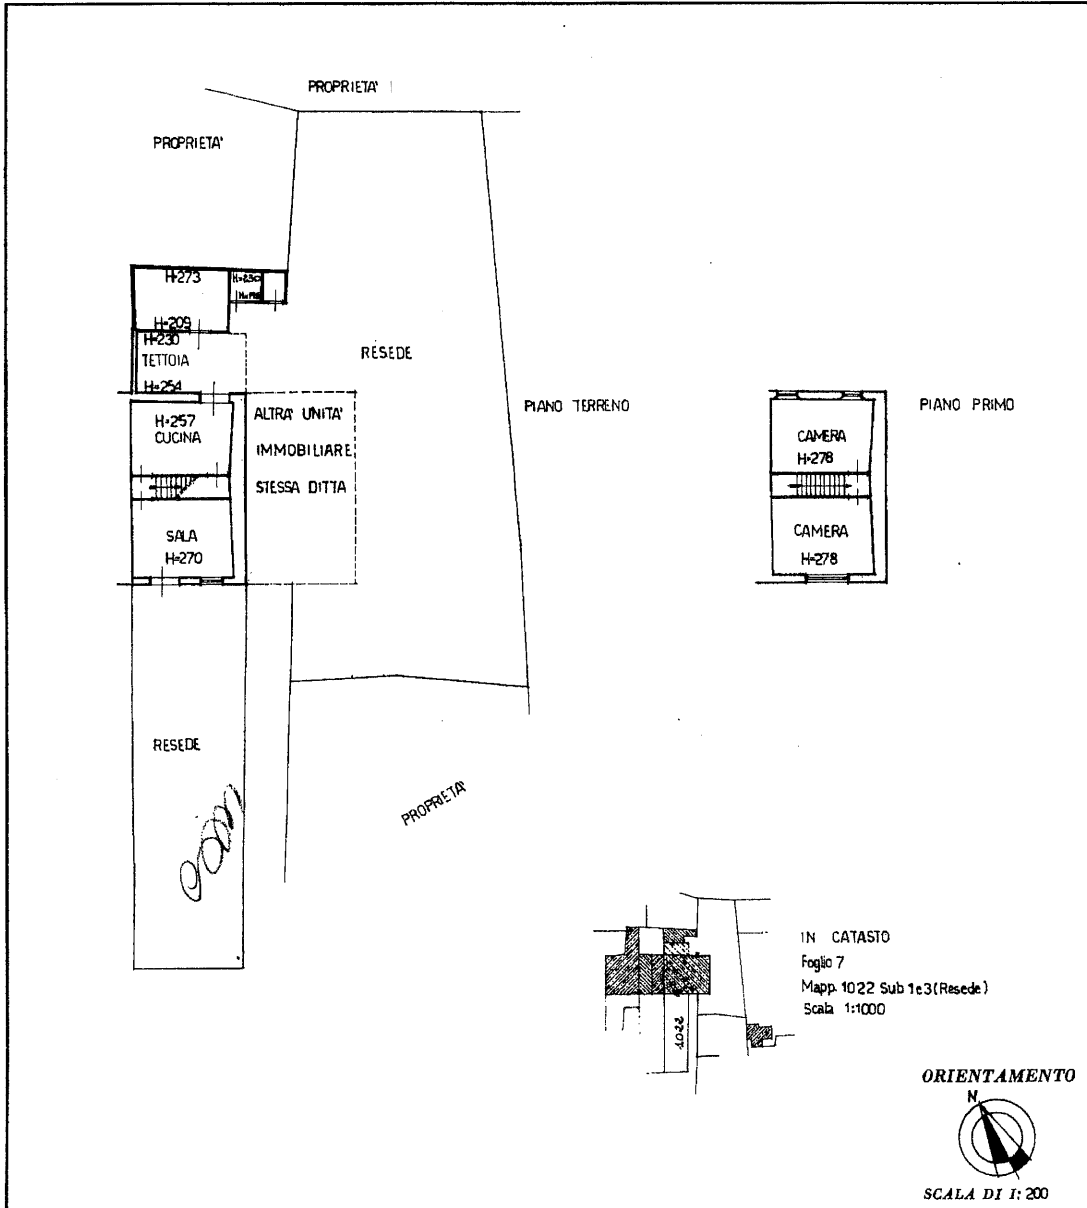 PROPRIETA'
PROPRIETA'
H=273
H=230
H=209
H=230
TETTOIA
H=254
RESEDE
ALTRA' UNITA'
IMMOBILIARE
STESSA DITTA
H=257
CUCINA
SALA
H=270
PIANO TERRENO
CAMERA
H=278
CAMERA
H=278
PIANO PRIMO
RESEDE
PROPRIETA'
1022
IN CATASTO
Foglio 7
Mapp. 1022 Sub 1e3(Resede)
Scala 1:1000
ORIENTAMENTO
N
SCALA DI 1: 200